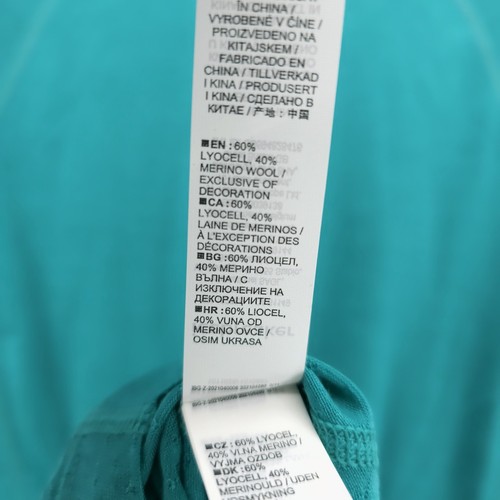 IN CHINA /
VYROBENÉ V ČÍNE /
PROIZVEDENO NA
KITAJSKEM /
FABRICADO EN
CHINA / TILLVERKAD
I KINA / PRODUSERT
I KINA / СДЕЛАНО В
КИТАЕ / 产地：中国
EN : 60%
LYOCELL, 40%
MERINO WOOL /
EXCLUSIVE OF
DECORATION
CA : 60%
LYOCELL, 40%
LAINE DE MERINOS /
À L'EXCEPTION DES
DÉCORATIONS
BG : 60% ЛИОЦЕЛ,
40% МЕРИНО
ВЪЛНА / С
ИЗКЛЮЧЕНИЕ НА
ДЕКОРАЦИИТЕ
HR : 60% LIOCEL,
40% VUNA OD
MERINO OVCE /
OSIM UKRASA
CZ : 60% LYOCELL,
40% VLNA MERINO /
VYJMA OZDOB
DK : 60%
LYOCELL, 40%
MERINOULD / UDEN
UDSMYKNING